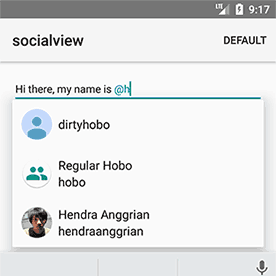 LTE 9:17
socialview DEFAULT
Hi there, my name is @h
dirtyhobo
Regular Hobo
hobo
Hendra Anggrian
hendraanggrian